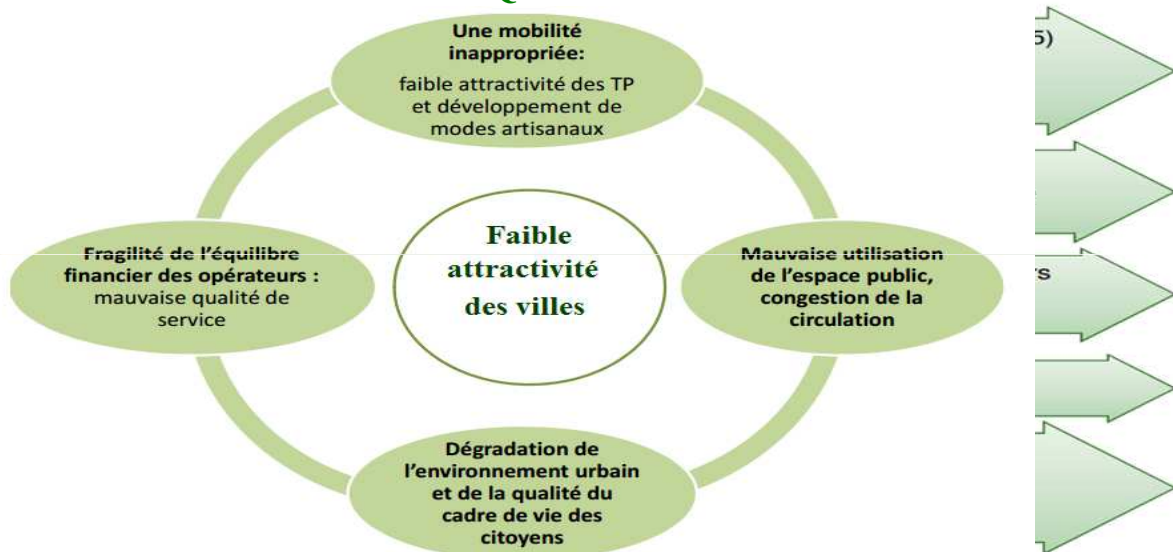 Une mobilité
inappropriée:
faible attractivité des TP
et développement de
modes artisanaux
Fragilité de l'équilibre
financier des opérateurs :
mauvaise qualité de
service
Faible
attractivité
des villes
Mauvaise utilisation
de l'espace public,
congestion de la
circulation
Dégradation de
l'environnement urbain
et de la qualité du
cadre de vie des
citoyens
5)
rs